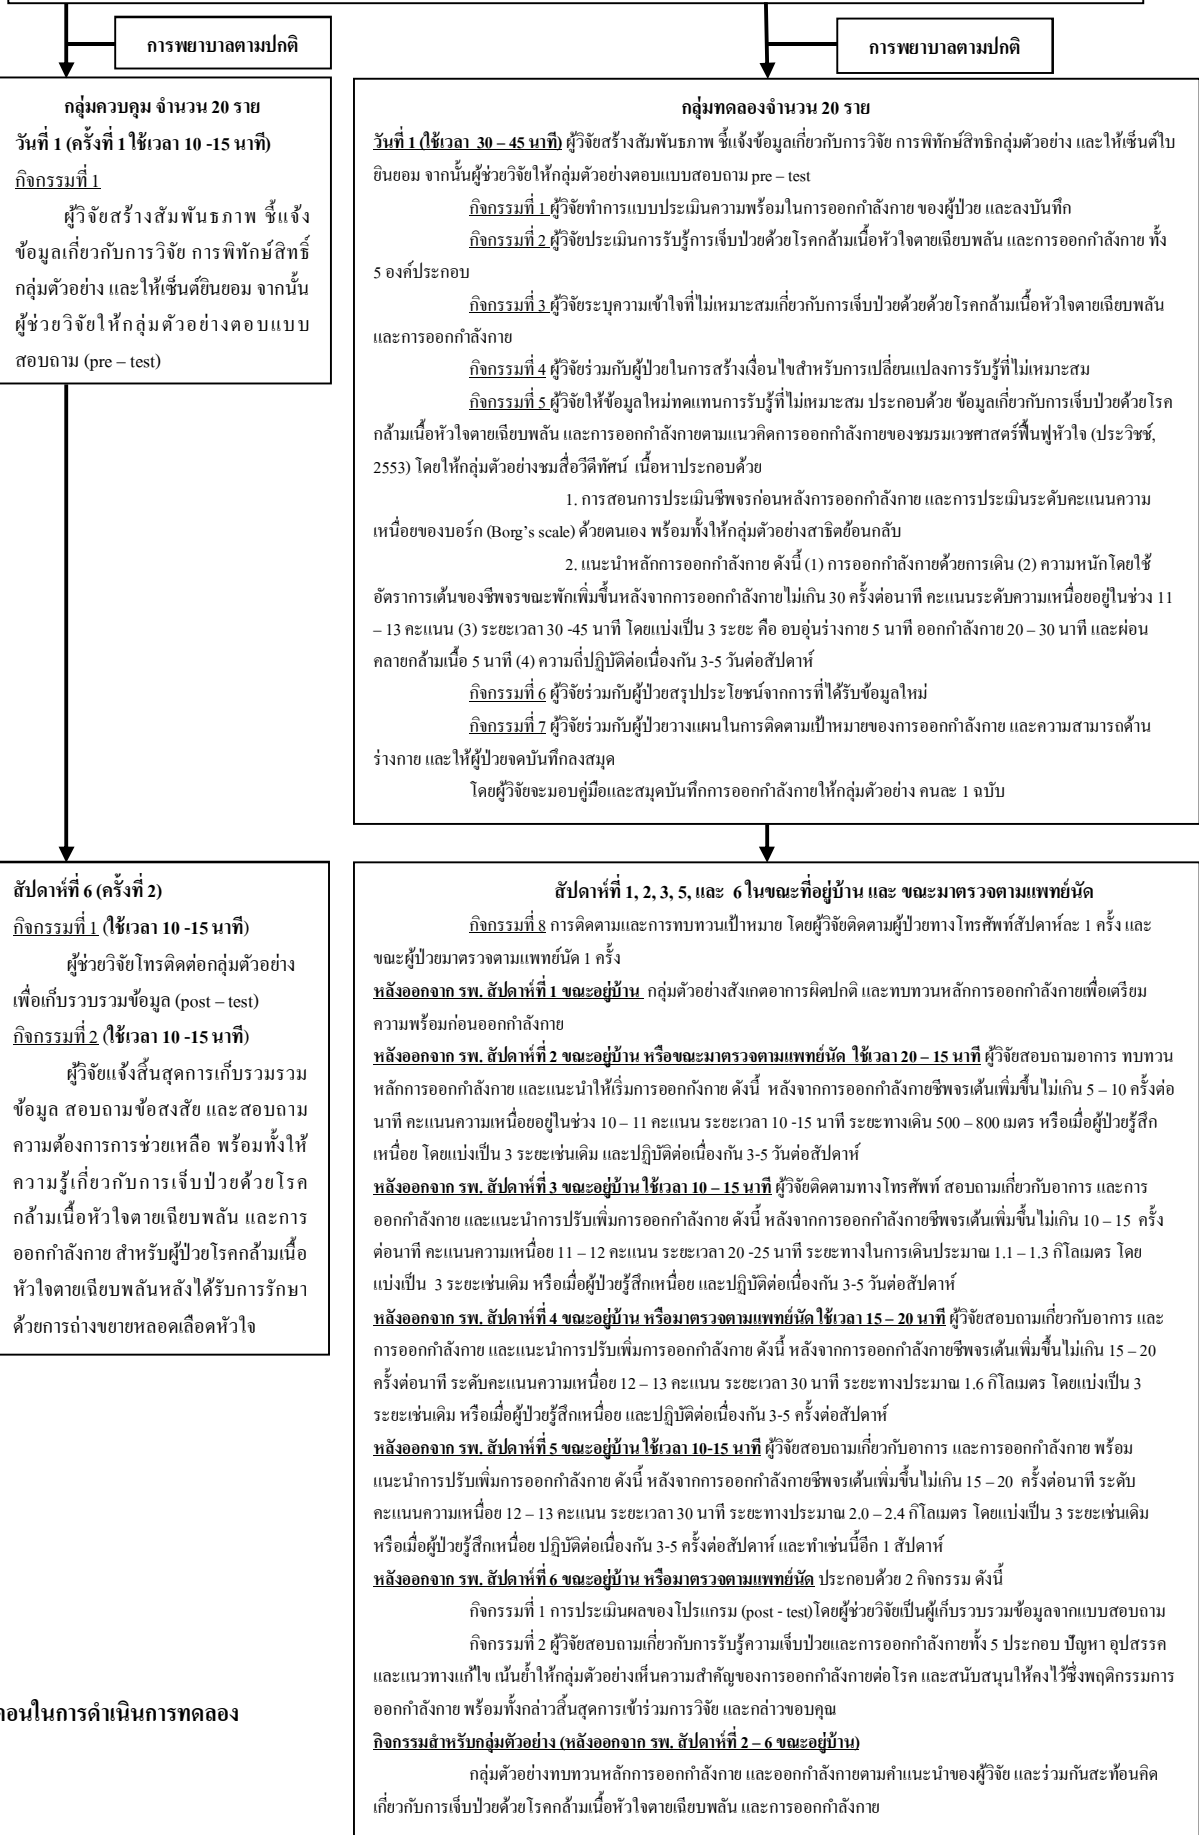 การพยาบาลตามปกติ
การพยาบาลตามปกติ
กลุ่มควบคุม จำนวน 20 ราย
วันที่ 1 (ครั้งที่ 1 ใช้เวลา 10 -15 นาที)
กิจกรรมที่ 1
ผู้วิจัยสร้างสัมพันธภาพ ชี้แจง
ข้อมูลเกี่ยวกับการวิจัย การพิทักษ์สิทธิ์
กลุ่มตัวอย่าง และให้เซ็นต์ยินยอม จากนั้น
ผู้ช่วยวิจัยให้กลุ่มตัวอย่างตอบแบบ
สอบถาม (pre – test)
กลุ่มทดลองจำนวน 20 ราย
วันที่ 1 (ใช้เวลา 30 – 45 นาที) ผู้วิจัยสร้างสัมพันธภาพ ชี้แจ้งข้อมูลเกี่ยวกับการวิจัย การพิทักษ์สิทธิกลุ่มตัวอย่าง และให้เซ็นต์ใบ
ยินยอม จากนั้นผู้ช่วยวิจัยให้กลุ่มตัวอย่างตอบแบบสอบถาม pre – test
กิจกรรมที่ 1 ผู้วิจัยทำการแบบประเมินความพร้อมในการออกกำลังกาย ของผู้ป่วย และลงบันทึก
กิจกรรมที่ 2 ผู้วิจัยประเมินการรับรู้การเจ็บป่วยด้วยโรคกล้ามเนื้อหัวใจตายเฉียบพลัน และการออกกำลังกาย ทั้ง
5 องค์ประกอบ
กิจกรรมที่ 3 ผู้วิจัยระบุความเข้าใจที่ไม่เหมาะสมเกี่ยวกับการเจ็บป่วยด้วยด้วยโรคกล้ามเนื้อหัวใจตายเฉียบพลัน
และการออกกำลังกาย
กิจกรรมที่ 4 ผู้วิจัยร่วมกับผู้ป่วยในการสร้างเงื่อนไขสำหรับการเปลี่ยนแปลงการรับรู้ที่ไม่เหมาะสม
กิจกรรมที่ 5 ผู้วิจัยให้ข้อมูลใหม่ทดแทนการรับรู้ที่ไม่เหมาะสม ประกอบด้วย ข้อมูลเกี่ยวกับการเจ็บป่วยด้วยโรค
กล้ามเนื้อหัวใจตายเฉียบพลัน และการออกกำลังกายตามแนวคิดการออกกำลังกายของชมรมเวชศาสตร์ฟื้นฟูหัวใจ (ประวิชช์,
2553) โดยให้กลุ่มตัวอย่างชมสื่อวีดีทัศน์ เนื้อหาประกอบด้วย
1. การสอนการประเมินชีพจรก่อนหลังการออกกำลังกาย และการประเมินระดับคะแนนความ
เหนื่อยของบอร์ก (Borg’s scale) ด้วยตนเอง พร้อมทั้งให้กลุ่มตัวอย่างสาธิตย้อนกลับ
2. แนะนำหลักการออกกำลังกาย ดังนี้ (1) การออกกำลังกายด้วยการเดิน (2) ความหนักโดยใช้
อัตราการเต้นของชีพจรขณะพักเพิ่มขึ้นหลังจากการออกกำลังกายไม่เกิน 30 ครั้งต่อนาที คะแนนระดับความเหนื่อยอยู่ในช่วง 11
– 13 คะแนน (3) ระยะเวลา 30 -45 นาที โดยแบ่งเป็น 3 ระยะ คือ อบอุ่นร่างกาย 5 นาที ออกกำลังกาย 20 – 30 นาที และผ่อน
คลายกล้ามเนื้อ 5 นาที (4) ความถี่ปฏิบัติต่อเนื่องกัน 3-5 วันต่อสัปดาห์
กิจกรรมที่ 6 ผู้วิจัยร่วมกับผู้ป่วยสรุปประโยชน์จากการที่ได้รับข้อมูลใหม่
กิจกรรมที่ 7 ผู้วิจัยร่วมกับผู้ป่วยวางแผนในการติดตามเป้าหมายของการออกกำลังกาย และความสามารถด้าน
ร่างกาย และให้ผู้ป่วยจดบันทึกลงสมุด
โดยผู้วิจัยจะมอบคู่มือและสมุดบันทึกการออกกำลังกายให้กลุ่มตัวอย่าง คนละ 1 ฉบับ
สัปดาห์ที่ 6 (ครั้งที่ 2)
กิจกรรมที่ 1 (ใช้เวลา 10 -15 นาที)
ผู้ช่วยวิจัยโทรติดต่อกลุ่มตัวอย่าง
เพื่อเก็บรวบรวมข้อมูล (post – test)
กิจกรรมที่ 2 (ใช้เวลา 10 -15 นาที)
ผู้วิจัยแจ้งสิ้นสุดการเก็บรวมรวม
ข้อมูล สอบถามข้อสงสัย และสอบถาม
ความต้องการการช่วยเหลือ พร้อมทั้งให้
ความรู้เกี่ยวกับการเจ็บป่วยด้วยโรค
กล้ามเนื้อหัวใจตายเฉียบพลัน และการ
ออกกำลังกาย สำหรับผู้ป่วยโรคกล้ามเนื้อ
หัวใจตายเฉียบพลันหลังได้รับการรักษา
ด้วยการถ่างขยายหลอดเลือดหัวใจ
สัปดาห์ที่ 1, 2, 3, 5, และ 6 ในขณะที่อยู่บ้าน และ ขณะมาตรวจตามแพทย์นัด
กิจกรรมที่ 8 การติดตามและการทบทวนเป้าหมาย โดยผู้วิจัยติดตามผู้ป่วยทางโทรศัพท์สัปดาห์ละ 1 ครั้ง และ
ขณะผู้ป่วยมาตรวจตามแพทย์นัด 1 ครั้ง
หลังออกจาก รพ. สัปดาห์ที่ 1 ขณะอยู่บ้าน กลุ่มตัวอย่างสังเกตอาการผิดปกติ และทบทวนหลักการออกกำลังกายเพื่อเตรียม
ความพร้อมก่อนออกกำลังกาย
หลังออกจาก รพ. สัปดาห์ที่ 2 ขณะอยู่บ้าน หรือขณะมาตรวจตามแพทย์นัด ใช้เวลา 20 – 15 นาที ผู้วิจัยสอบถามอาการ ทบทวน
หลักการออกกำลังกาย และแนะนำให้เริ่มการออกกังกาย ดังนี้ หลังจากการออกกำลังกายชีพจรเต้นเพิ่มขึ้นไม่เกิน 5 – 10 ครั้งต่อ
นาที คะแนนความเหนื่อยอยู่ในช่วง 10 – 11 คะแนน ระยะเวลา 10 -15 นาที ระยะทางเดิน 500 – 800 เมตร หรือเมื่อผู้ป่วยรู้สึก
เหนื่อย โดยแบ่งเป็น 3 ระยะเช่นเดิม และปฏิบัติต่อเนื่องกัน 3-5 วันต่อสัปดาห์
หลังออกจาก รพ. สัปดาห์ที่ 3 ขณะอยู่บ้าน ใช้เวลา 10 – 15 นาที ผู้วิจัยติดตามทางโทรศัพท์ สอบถามเกี่ยวกับอาการ และการ
ออกกำลังกาย และแนะนำการปรับเพิ่มการออกกำลังกาย ดังนี้ หลังจากการออกกำลังกายชีพจรเต้นเพิ่มขึ้นไม่เกิน 10 – 15 ครั้ง
ต่อนาที คะแนนความเหนื่อย 11 – 12 คะแนน ระยะเวลา 20 -25 นาที ระยะทางในการเดินประมาณ 1.1 – 1.3 กิโลเมตร โดย
แบ่งเป็น 3 ระยะเช่นเดิม หรือเมื่อผู้ป่วยรู้สึกเหนื่อย และปฏิบัติต่อเนื่องกัน 3-5 วันต่อสัปดาห์
หลังออกจาก รพ. สัปดาห์ที่ 4 ขณะอยู่บ้าน หรือมาตรวจตามแพทย์นัด ใช้เวลา 15 – 20 นาที ผู้วิจัยสอบถามเกี่ยวกับอาการ และ
การออกกำลังกาย และแนะนำการปรับเพิ่มการออกกำลังกาย ดังนี้ หลังจากการออกกำลังกายชีพจรเต้นเพิ่มขึ้นไม่เกิน 15 – 20
ครั้งต่อนาที ระดับคะแนนความเหนื่อย 12 – 13 คะแนน ระยะเวลา 30 นาที ระยะทางประมาณ 1.6 กิโลเมตร โดยแบ่งเป็น 3
ระยะเช่นเดิม หรือเมื่อผู้ป่วยรู้สึกเหนื่อย และปฏิบัติต่อเนื่องกัน 3-5 ครั้งต่อสัปดาห์
หลังออกจาก รพ. สัปดาห์ที่ 5 ขณะอยู่บ้าน ใช้เวลา 10-15 นาที ผู้วิจัยสอบถามเกี่ยวกับอาการ และการออกกำลังกาย พร้อม
แนะนำการปรับเพิ่มการออกกำลังกาย ดังนี้ หลังจากการออกกำลังกายชีพจรเต้นเพิ่มขึ้นไม่เกิน 15 – 20 ครั้งต่อนาที ระดับ
คะแนนความเหนื่อย 12 – 13 คะแนน ระยะเวลา 30 นาที ระยะทางประมาณ 2.0 – 2.4 กิโลเมตร โดยแบ่งเป็น 3 ระยะเช่นเดิม
หรือเมื่อผู้ป่วยรู้สึกเหนื่อย ปฏิบัติต่อเนื่องกัน 3-5 ครั้งต่อสัปดาห์ และทำเช่นนี้อีก 1 สัปดาห์
หลังออกจาก รพ. สัปดาห์ที่ 6 ขณะอยู่บ้าน หรือมาตรวจตามแพทย์นัด ประกอบด้วย 2 กิจกรรม ดังนี้
กิจกรรมที่ 1 การประเมินผลของโปรแกรม (post - test)โดยผู้ช่วยวิจัยเป็นผู้เก็บรวบรวมข้อมูลจากแบบสอบถาม
กิจกรรมที่ 2 ผู้วิจัยสอบถามเกี่ยวกับการรับรู้ความเจ็บป่วยและการออกกำลังกายทั้ง 5 ประกอบ ปัญหา อุปสรรค
และแนวทางแก้ไข เน้นย้ำให้กลุ่มตัวอย่างเห็นความสำคัญของการออกกำลังกายต่อโรค และสนับสนุนให้คงไว้ซึ่งพฤติกรรมการ
ออกกำลังกาย พร้อมทั้งกล่าวสิ้นสุดการเข้าร่วมการวิจัย และกล่าวขอบคุณ
กิจกรรมสำหรับกลุ่มตัวอย่าง (หลังออกจาก รพ. สัปดาห์ที่ 2 – 6 ขณะอยู่บ้าน)
กลุ่มตัวอย่างทบทวนหลักการออกกำลังกาย และออกกำลังกายตามคำแนะนำของผู้วิจัย และร่วมกันสะท้อนคิด
เกี่ยวกับการเจ็บป่วยด้วยโรคกล้ามเนื้อหัวใจตายเฉียบพลัน และการออกกำลังกาย
ตอนในการดำเนินการทดลอง